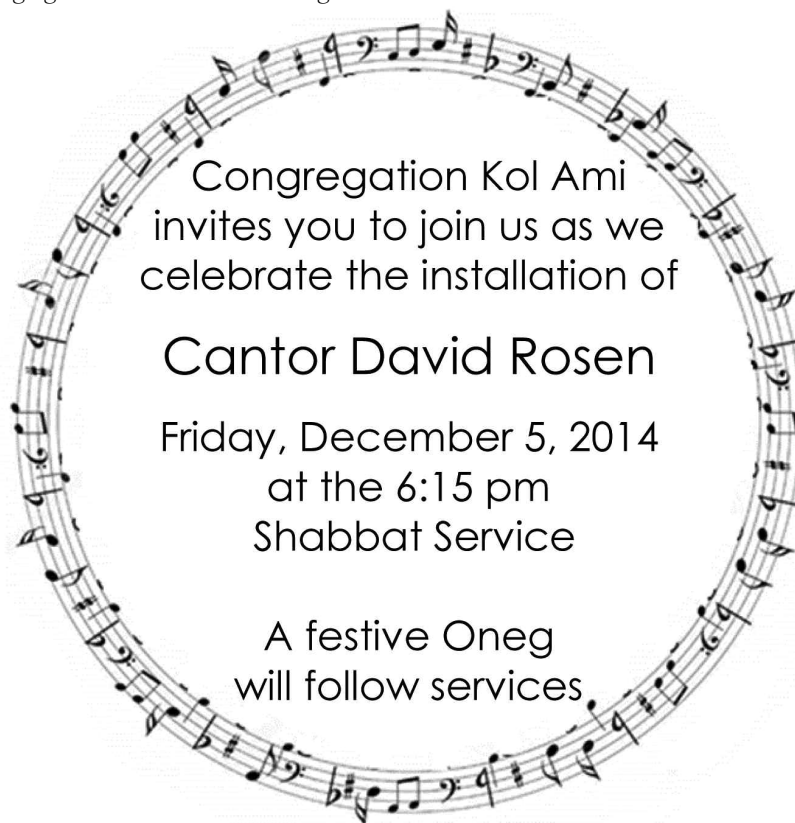 Congregation Kol Ami
invites you to join us as we
celebrate the installation of
Cantor David Rosen
Friday, December 5, 2014
at the 6:15 pm
Shabbat Service
A festive Oneg
will follow services